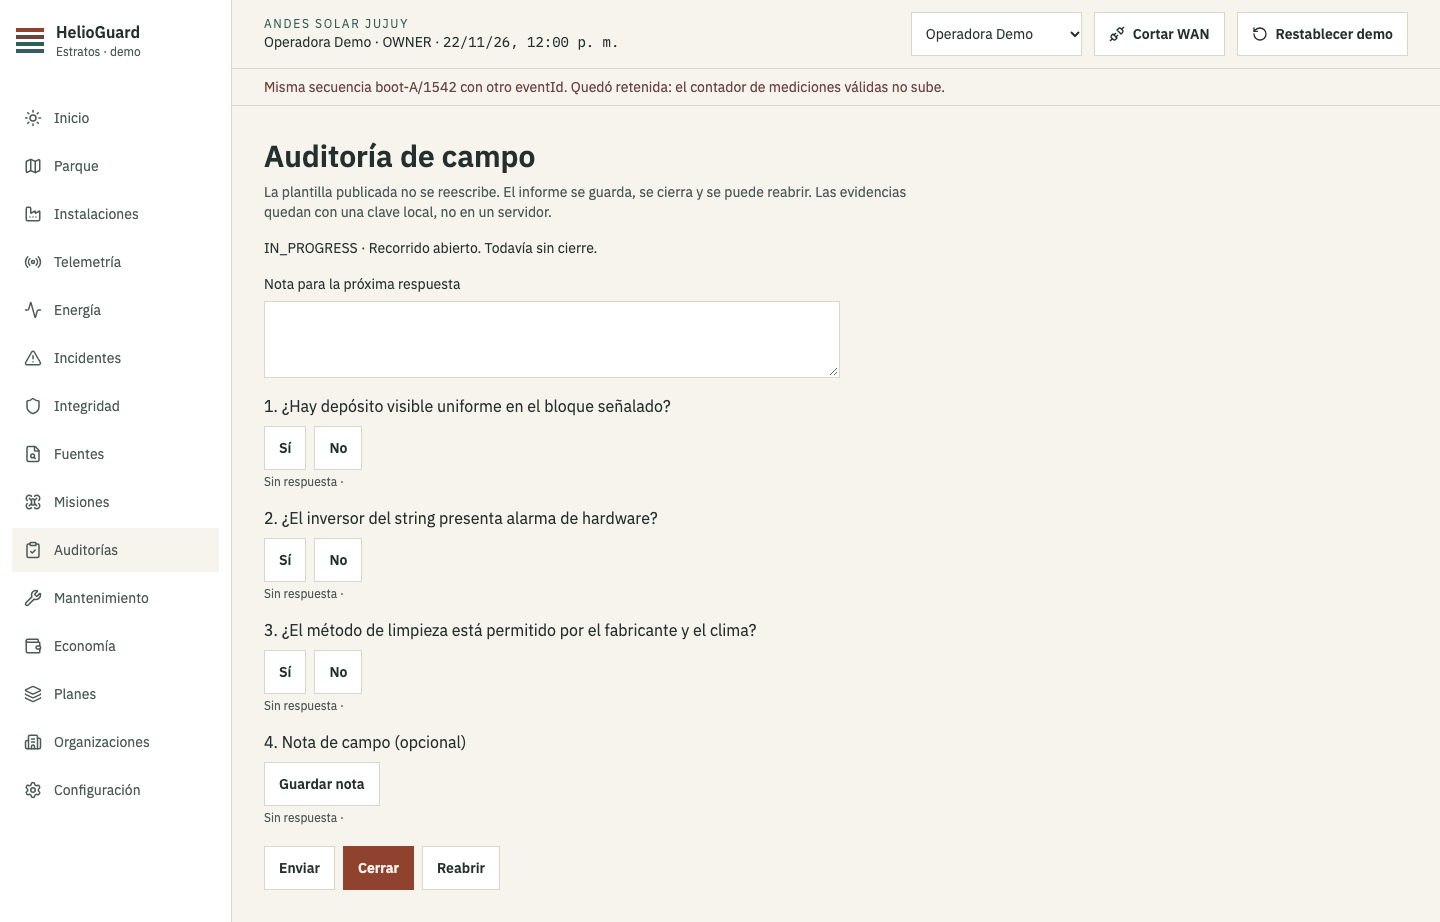 HelioGuard
Estratos · demo
Inicio
Parque
Instalaciones
Telemetría
Energía
Incidentes
Integridad
Fuentes
Misiones
Auditorías
Mantenimiento
Economía
Planes
Organizaciones
Configuración
ANDES SOLAR JUJUY
Operadora Demo · OWNER · 22/11/26, 12:00 p. m.
Operadora Demo
Cortar WAN
Restablecer demo
Misma secuencia boot-A/1542 con otro eventId. Quedó retenida: el contador de mediciones válidas no sube.
Auditoría de campo
La plantilla publicada no se reescribe. El informe se guarda, se cierra y se puede reabrir. Las evidencias
quedan con una clave local, no en un servidor.
IN_PROGRESS · Recorrido abierto. Todavía sin cierre.
Nota para la próxima respuesta
1. ¿Hay depósito visible uniforme en el bloque señalado?
Sí No
Sin respuesta ·
2. ¿El inversor del string presenta alarma de hardware?
Sí No
Sin respuesta ·
3. ¿El método de limpieza está permitido por el fabricante y el clima?
Sí No
Sin respuesta ·
4. Nota de campo (opcional)
Guardar nota
Sin respuesta ·
Enviar Cerrar Reabrir